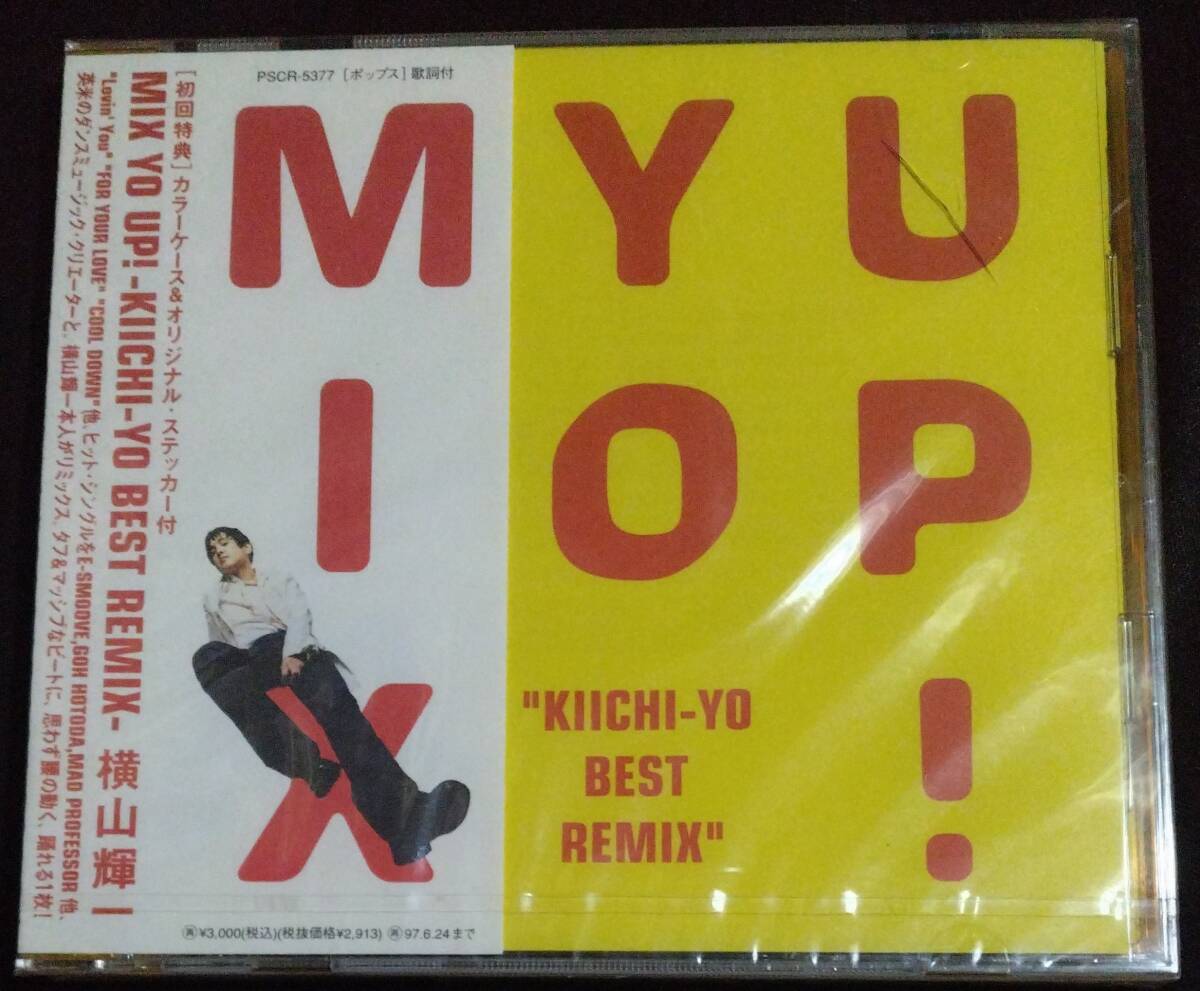 PSCR-5377 [ポップス] 歌詞付
[初回特典] カラーケース&オリジナル・ステッカー付
MIX YO UP!-KIICHI-YO BEST REMIX- 横山輝一
"Lovin' You" "FOR YOUR LOVE" "COOL DOWN"他、ヒット・シングルをE-SMOOVE,GOH HOTODA,MAD PROFESSOR 他、
英米のダンスミュージック・クリエーターと、横山輝一本人がリミックス。タフ&マッシブなビートに、思わず腰の動く、踊れる1枚!
MIX
YO
UP!
"KIICHI-YO
BEST
REMIX"
再¥3,000(税込)(税抜価格¥2,913) 再97.6.24まで